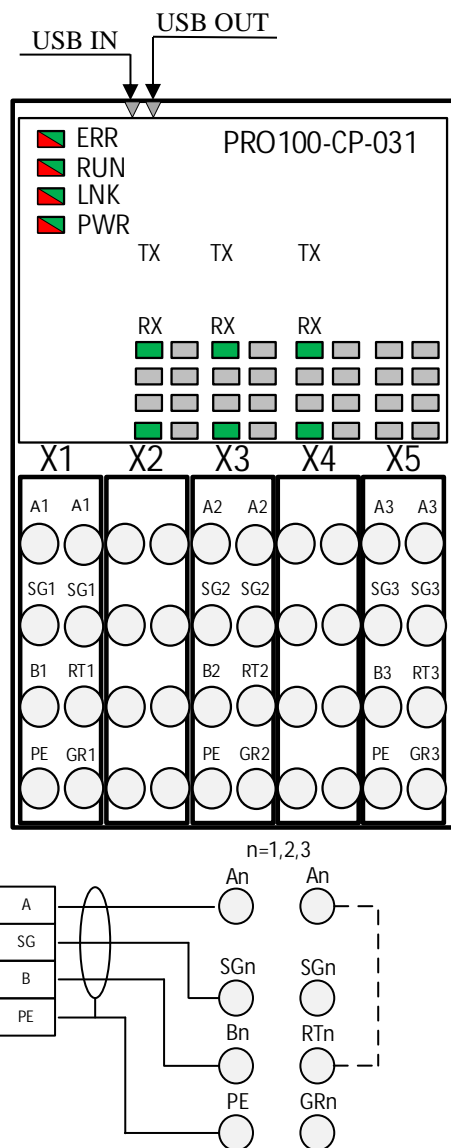 USB OUT
USB IN
ERR
PRO100-CP-031
RUN
LNK
PWR
TX TX TX
RX RX RX
X1 X2 X3 X4 X5
A1 A1 A2 A2 A3 A3
SG1 SG1 SG2 SG2 SG3 SG3
B1 RT1 B2 RT2 B3 RT3
PE GR1 PE GR2 PE GR3
n=1,2,3
An An
A
SG
SGn SGn
B
PE
Bn RTn
PE GRn